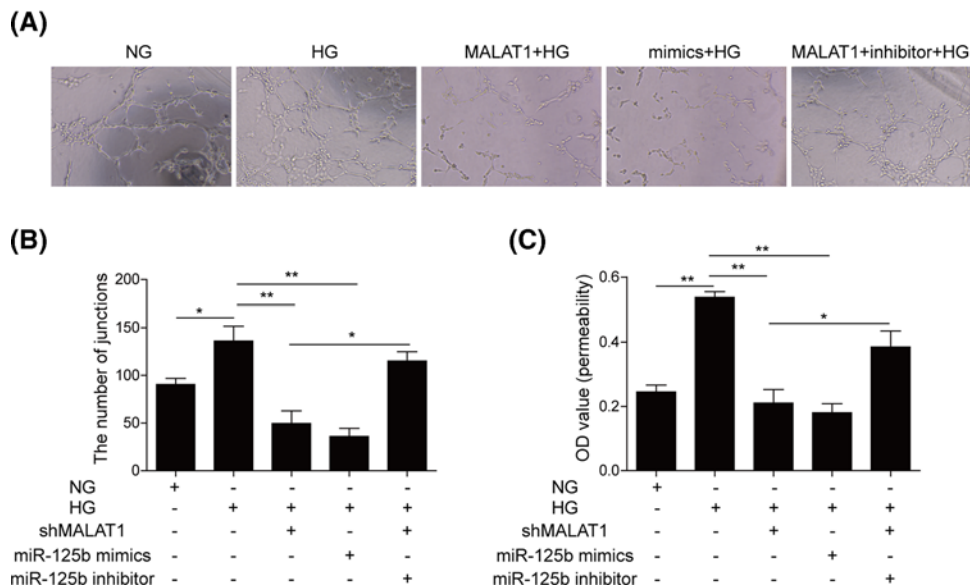 (A)
NG HG MALAT1+HG mimics+HG MALAT1+inhibitor+HG
(B)
The number of junctions
200
150
100
50
0
* ** ** *
NG + - - - -
HG - + + + +
shMALAT1 - - + - +
miR-125b mimics - - - + -
miR-125b inhibitor - - - - +
(C)
OD value (permeability)
0.6
0.4
0.2
0.0
** ** ** *
NG + - - - -
HG - + + + +
shMALAT1 - - + - +
miR-125b mimics - - - + -
miR-125b inhibitor - - - - +